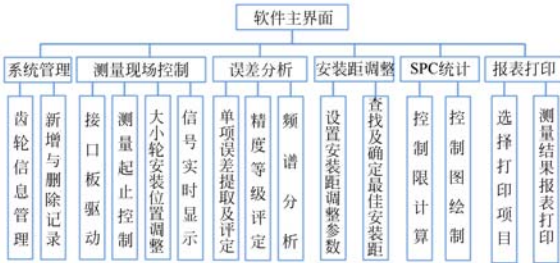 软件主界面
系统管理
测量现场控制
误差分析
安装距调整
SPC统计
报表打印
齿轮信息管理
新增与删除记录
接口板驱动
测量起止控制
大小轮安装位置调整
信号实时显示
单项误差提取及评定
精度等级评定
频谱分析
设置安装距调整参数
查找及确定最佳安装距
控制限计算
控制图绘制
选择打印项目
测量结果报表打印